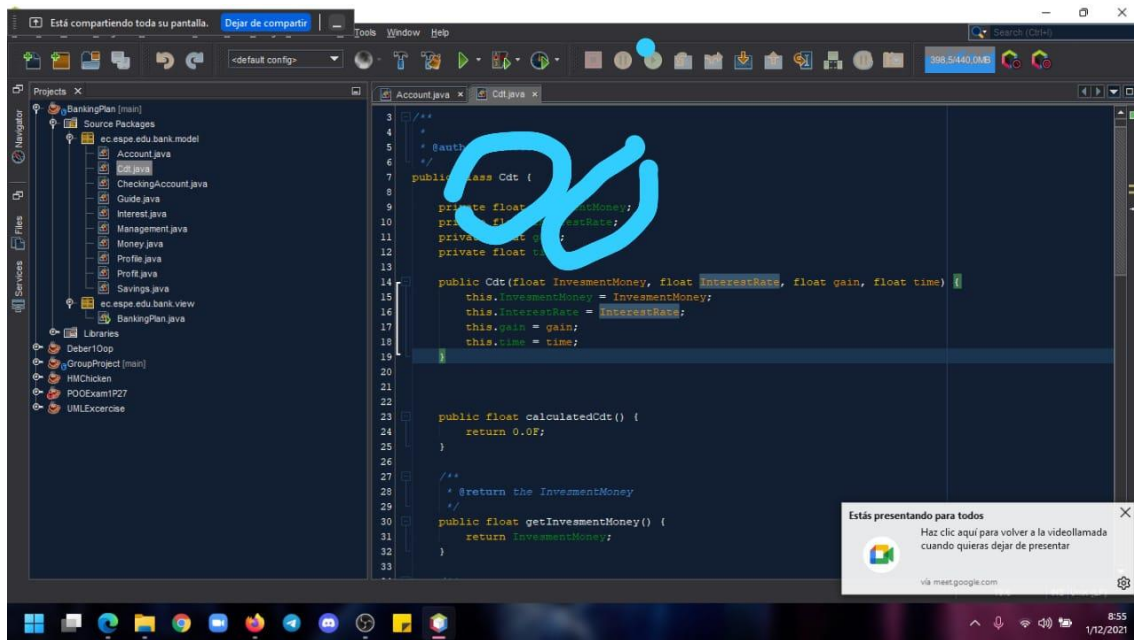 Está compartiendo toda su pantalla. Dejar de compartir
Tools Window Help
Search (Ctrl+I)
<default config>
398.5/440.0MB
Projects
Account.java
Cdt.java
Navigator
Files
Services
BankingPlan [main]
Source Packages
ec.espe.edu.bank.model
Account.java
Cdt.java
CheckingAccount.java
Guide.java
Interest.java
Management.java
Money.java
Profile.java
Profit.java
Savings.java
ec.espe.edu.bank.view
BankingPlan.java
Libraries
Deber1Oop
GroupProject [main]
HMChicken
POOExam1P27
UMLExcercise
3 /**
4 *
5 *
6 */
7 class Cdt {
8
9
10
11
12 private float
13
14 public Cdt(float InvesmentMoney, float InterestRate, float gain, float time) {
15 this.InvesmentMoney = InvesmentMoney;
16 this.InterestRate = InterestRate;
17 this.gain = gain;
18 this.time = time;
19 }
20
21
22
23 public float calculatedCdt() {
24 return 0.0F;
25 }
26
27 /**
28 * @return the InvesmentMoney
29 */
30 public float getInvesmentMoney() {
31 return InvesmentMoney;
32 }
33
Estás presentando para todos
Haz clic aquí para volver a la videollamada
cuando quieras dejar de presentar
vía meet.google.com
8:55
1/12/2021